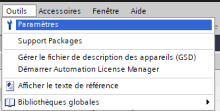 Outils Accessoires Fenêtre Aide
Paramètres
Support Packages
Gérer le fichier de description des appareils (GSD)
Démarrer Automation License Manager
Afficher le texte de référence
Bibliothèques globales